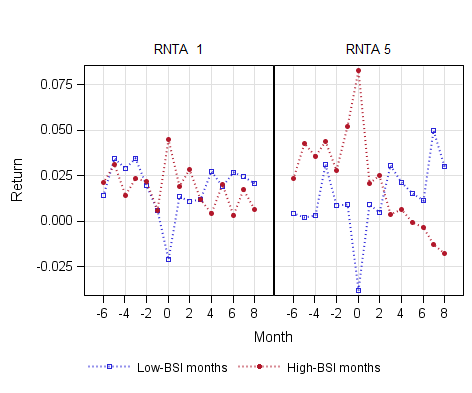 RNTA 1 RNTA 5
0.075
0.050
0.025
0.000
-0.025
Return
-6 -4 -2 0 2 4 6 8 -6 -4 -2 0 2 4 6 8
Month
Low-BSI months High-BSI months